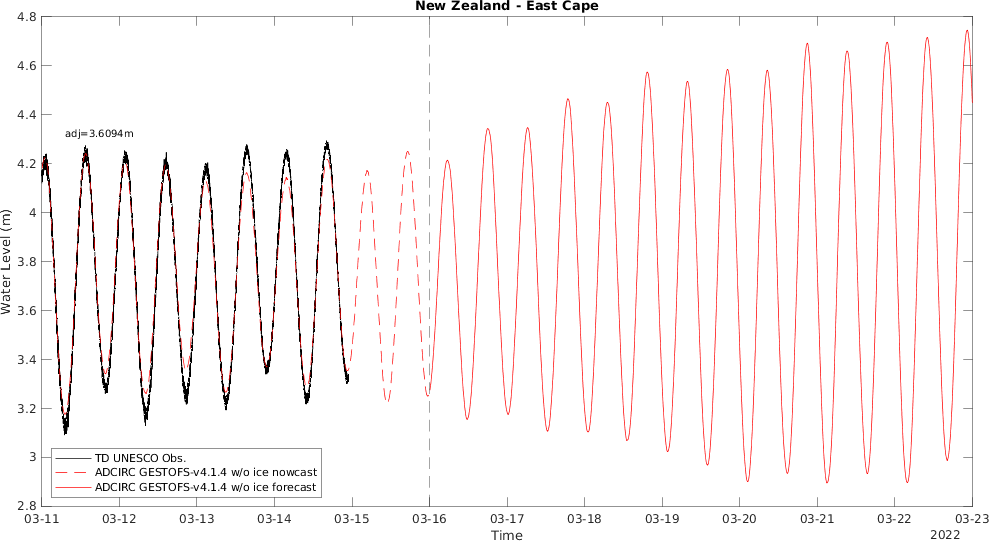 New Zealand - East Cape
Water Level (m)
4.8
4.6
4.4
4.2
4
3.8
3.6
3.4
3.2
3
2.8
adj=3.6094m
TD UNESCO Obs.
ADCIRC GESTOFS-v4.1.4 w/o ice nowcast
ADCIRC GESTOFS-v4.1.4 w/o ice forecast
03-11 03-12 03-13 03-14 03-15 03-16 03-17 03-18 03-19 03-20 03-21 03-22 03-23
Time
2022